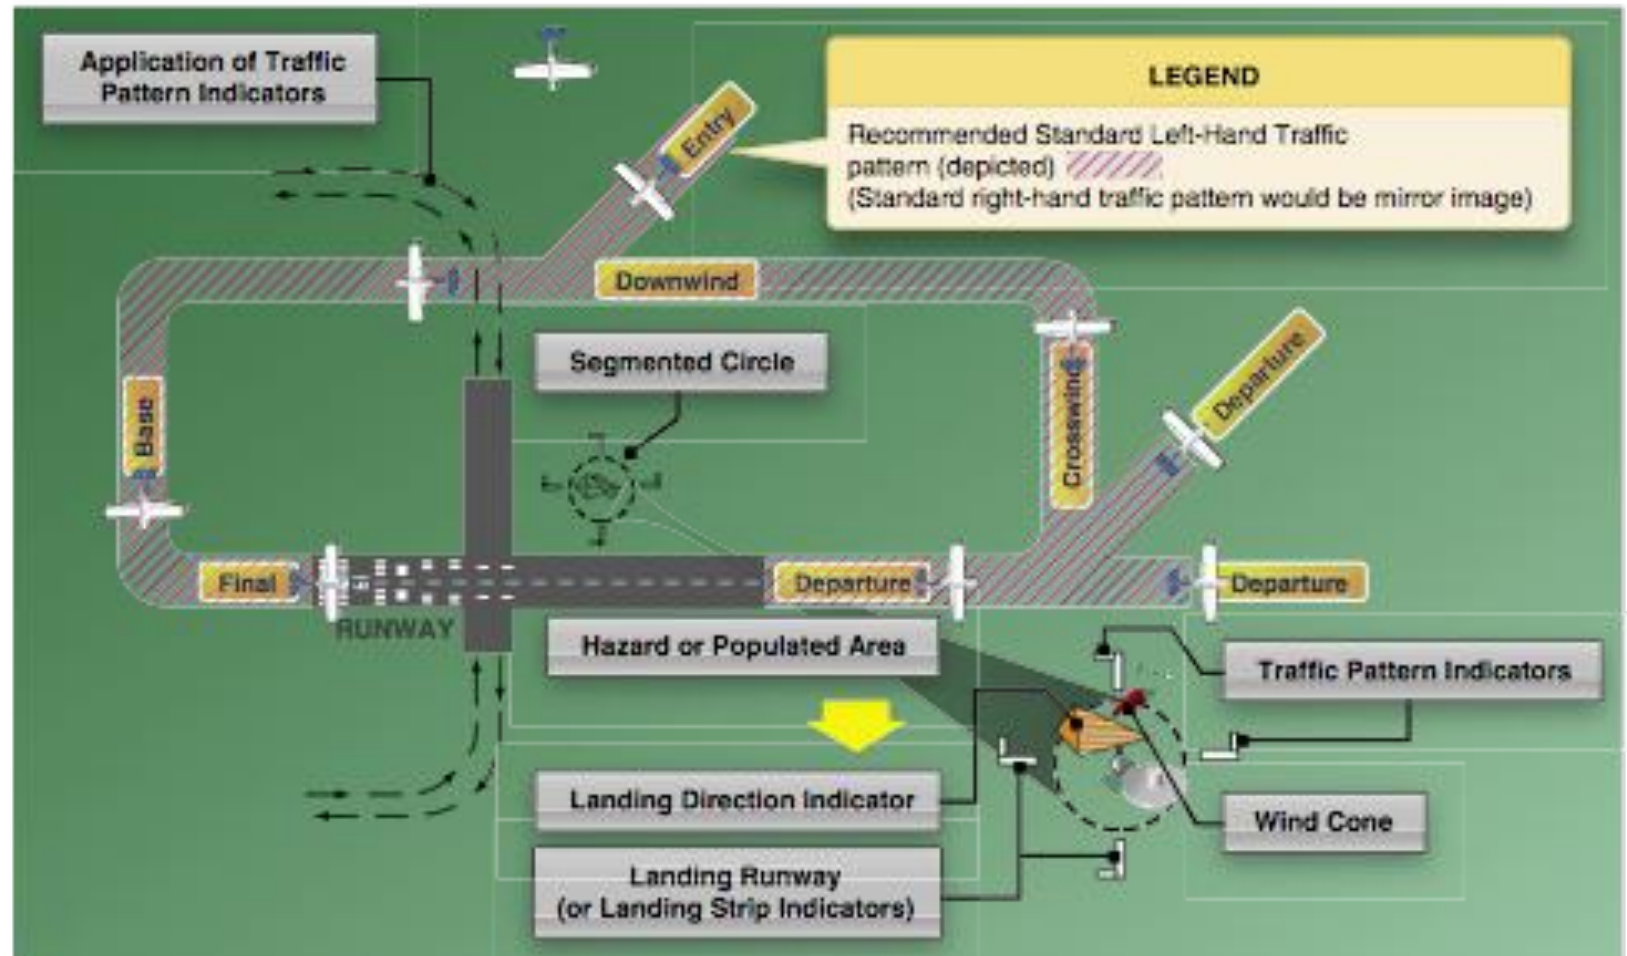 Application of Traffic
Pattern Indicators
LEGEND
Recommended Standard Left-Hand Traffic
pattern (depicted)
(Standard right-hand traffic pattern would be mirror image)
Entry
Downwind
Segmented Circle
Departure
Base
Crosswind
Final
Departure
Departure
RUNWAY
Hazard or Populated Area
Traffic Pattern Indicators
Landing Direction Indicator
Wind Cone
Landing Runway
(or Landing Strip Indicators)